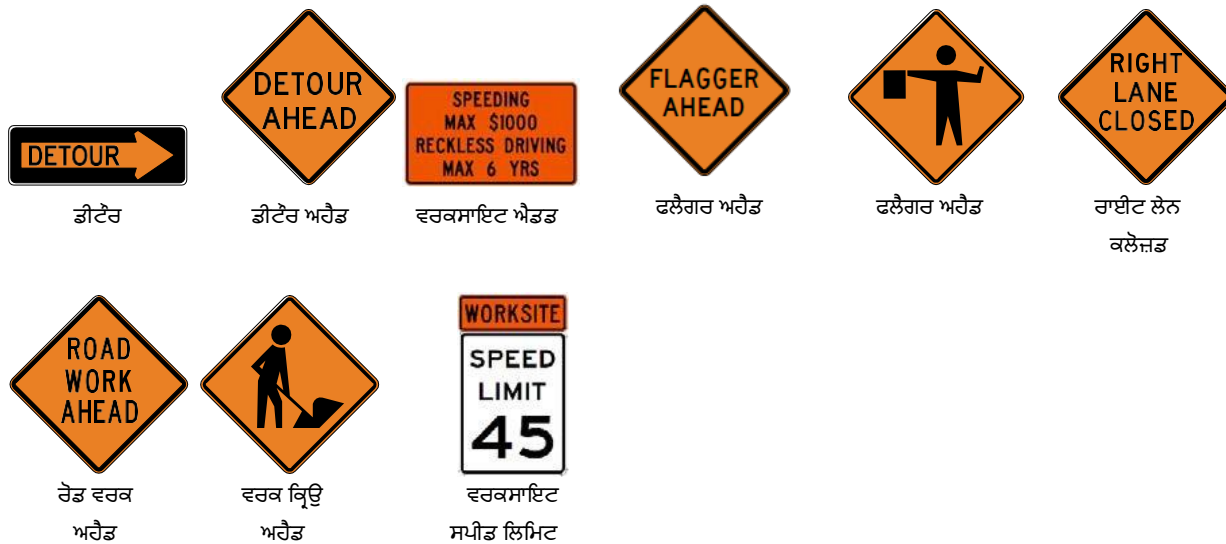 DETOUR
ਡੀਟੌਰ
DETOUR
AHEAD
ਡੀਟੌਰ ਅਹੈਡ
SPEEDING
MAX $1000
RECKLESS DRIVING
MAX 6 YRS
ਵਰਕਸਾਇਟ ਐਡਡ
FLAGGER
AHEAD
ਫਲੈਗਰ ਅਹੈਡ
ਫਲੈਗਰ ਅਹੈਡ
RIGHT
LANE
CLOSED
ਰਾਈਟ ਲੇਨ
ਕਲੋਜ਼ਡ
ROAD
WORK
AHEAD
ਰੋਡ ਵਰਕ
ਅਹੈਡ
ਵਰਕ ਕ੍ਰਿਉ
ਅਹੈਡ
WORKSITE
SPEED
LIMIT
45
ਵਰਕਸਾਇਟ
ਸਪੀਡ ਲਿਮਿਟ